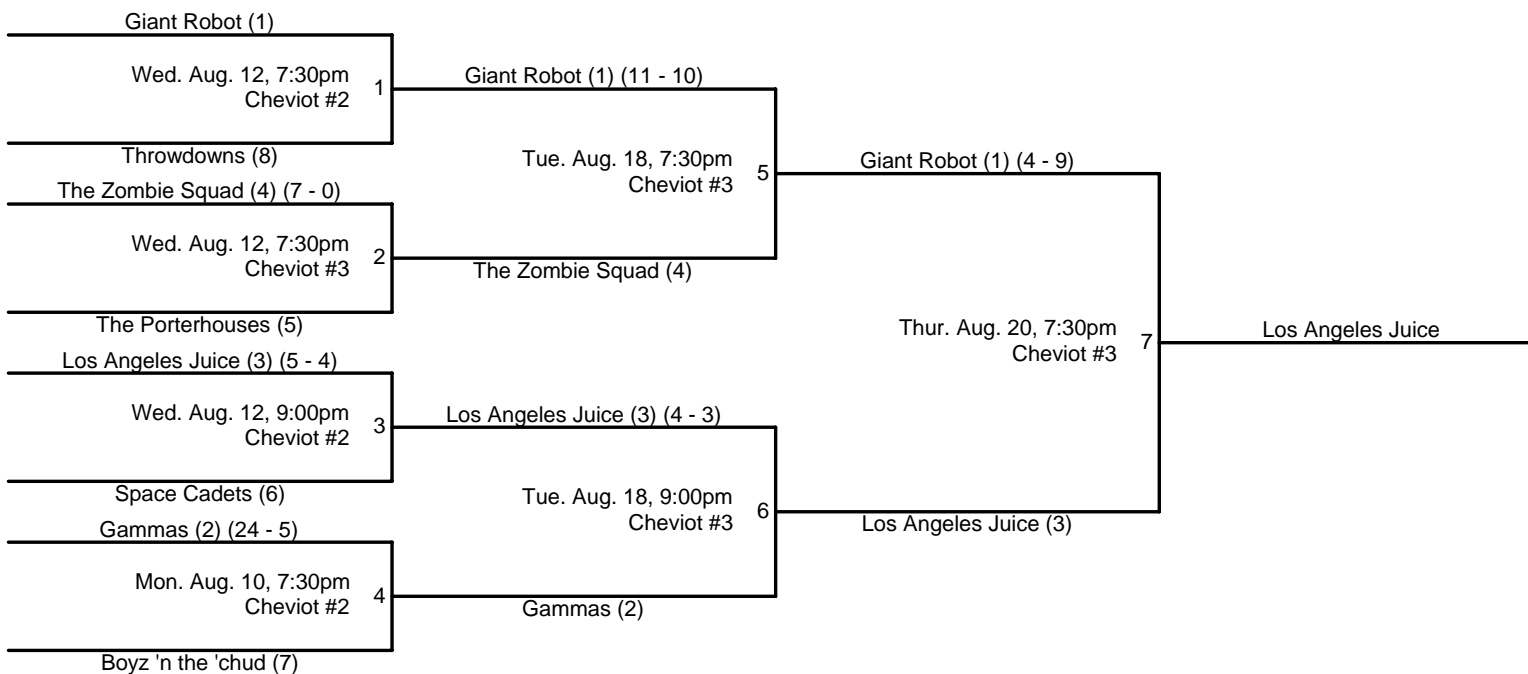 Giant Robot (1)
Wed. Aug. 12, 7:30pm
Cheviot #2
1
Throwdowns (8)
The Zombie Squad (4) (7 - 0)
Wed. Aug. 12, 7:30pm
Cheviot #3
2
The Porterhouses (5)
Los Angeles Juice (3) (5 - 4)
Wed. Aug. 12, 9:00pm
Cheviot #2
3
Space Cadets (6)
Gammas (2) (24 - 5)
Mon. Aug. 10, 7:30pm
Cheviot #2
4
Boyz 'n the 'chud (7)
Giant Robot (1) (11 - 10)
Tue. Aug. 18, 7:30pm
Cheviot #3
5
The Zombie Squad (4)
Los Angeles Juice (3) (4 - 3)
Tue. Aug. 18, 9:00pm
Cheviot #3
6
Gammas (2)
Giant Robot (1) (4 - 9)
Thur. Aug. 20, 7:30pm
Cheviot #3
7
Los Angeles Juice (3)
Los Angeles Juice